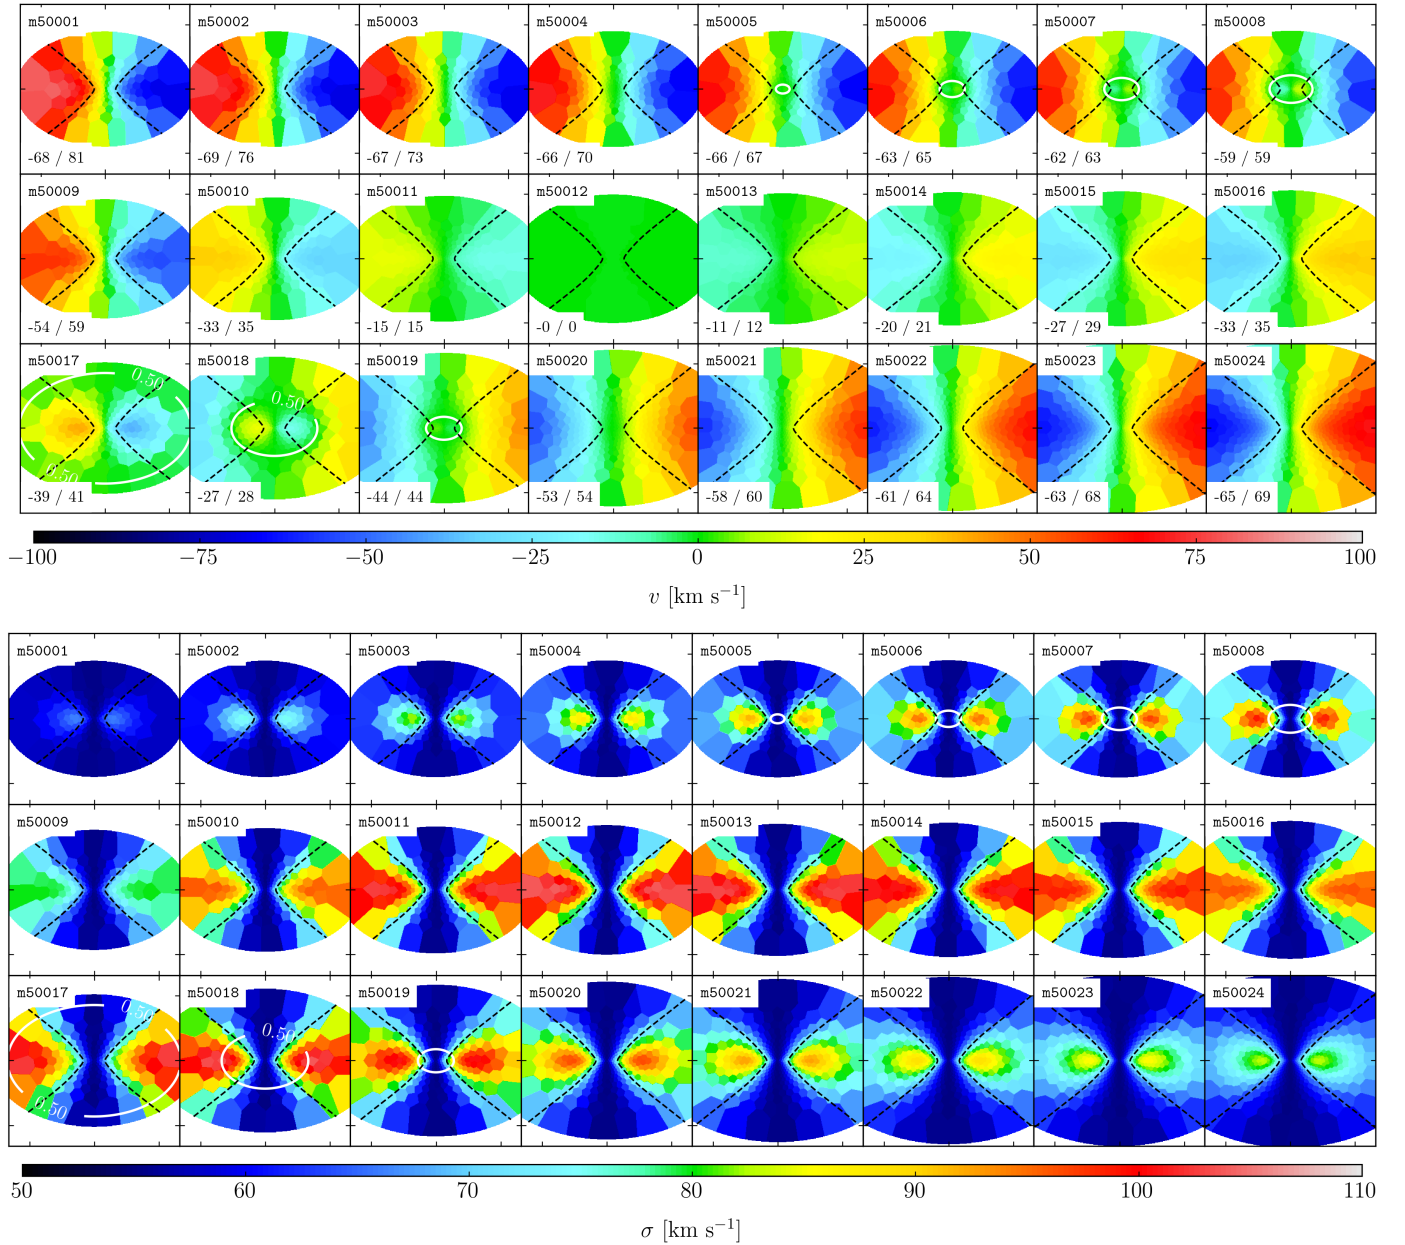 m50001 m50002 m50003 m50004 m50005 m50006 m50007 m50008
-68 / 81 -69 / 76 -67 / 73 -66 / 70 -66 / 67 -63 / 65 -62 / 63 -59 / 59
m50009 m50010 m50011 m50012 m50013 m50014 m50015 m50016
-54 / 59 -33 / 35 -15 / 15 -0 / 0 -11 / 12 -20 / 21 -27 / 29 -33 / 35
m50017 m50018 m50019 m50020 m50021 m50022 m50023 m50024
0.50
0.50
0.50
-39 / 41 -27 / 28 -44 / 44 -53 / 54 -58 / 60 -61 / 64 -63 / 68 -65 / 69
−100 −75 −50 −25 0 25 50 75 100
v [km s⁻¹]
m50001 m50002 m50003 m50004 m50005 m50006 m50007 m50008
m50009 m50010 m50011 m50012 m50013 m50014 m50015 m50016
m50017 m50018 m50019 m50020 m50021 m50022 m50023 m50024
0.50
0.50
0.50
50 60 70 80 90 100 110
σ [km s⁻¹]